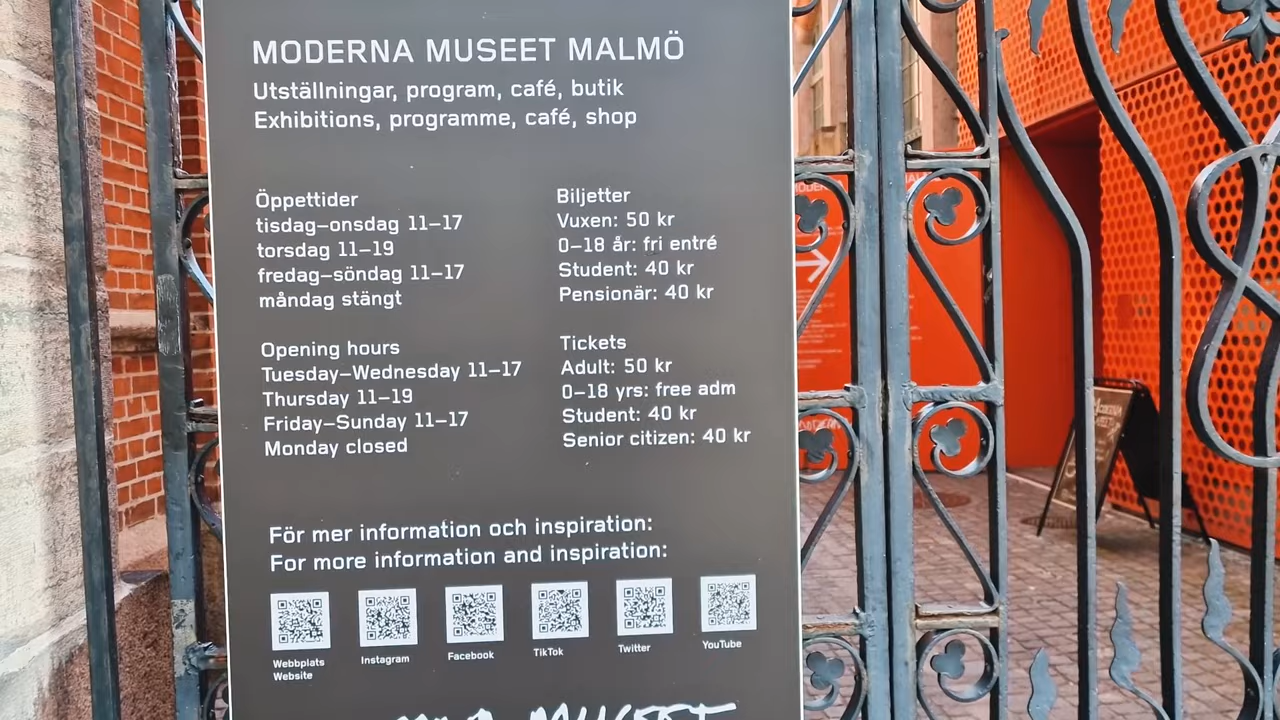 MODERNA MUSEET MALMÖ
Utställningar, program, café, butik
Exhibitions, programme, café, shop
Öppettider
tisdag–onsdag 11–17
torsdag 11–19
fredag–söndag 11–17
måndag stängt
Opening hours
Tuesday–Wednesday 11–17
Thursday 11–19
Friday–Sunday 11–17
Monday closed
Biljetter
Vuxen: 50 kr
0–18 år: fri entré
Student: 40 kr
Pensionär: 40 kr
Tickets
Adult: 50 kr
0–18 yrs: free adm
Student: 40 kr
Senior citizen: 40 kr
För mer information och inspiration:
For more information and inspiration:
Webbplats
Website
Instagram
Facebook
TikTok
Twitter
YouTube